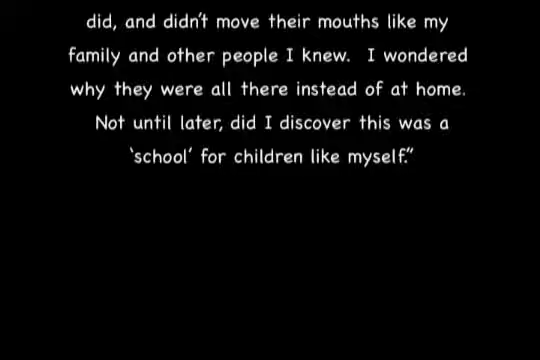 did, and didn't move their mouths like my
family and other people I knew.  I wondered
why they were all there instead of at home.
Not until later, did I discover this was a
‘school’ for children like myself.”